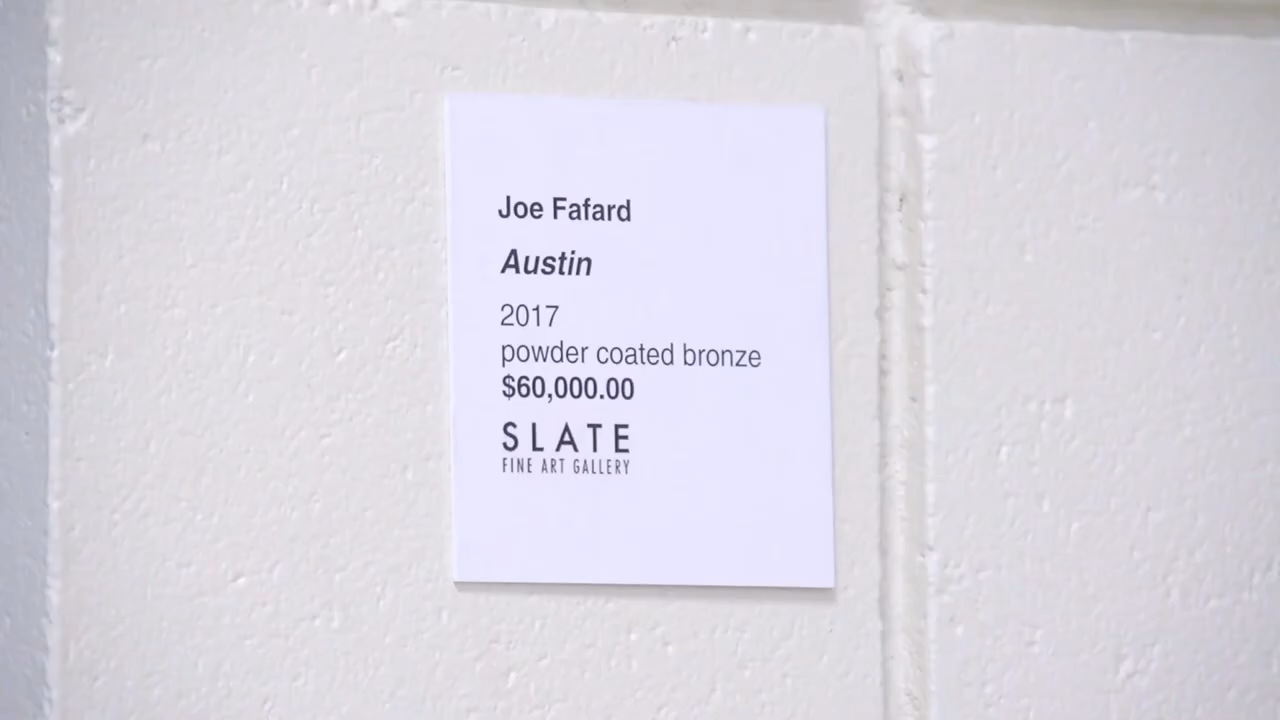 Joe Fafard
Austin
2017
powder coated bronze
$60,000.00
SLATE
FINE ART GALLERY